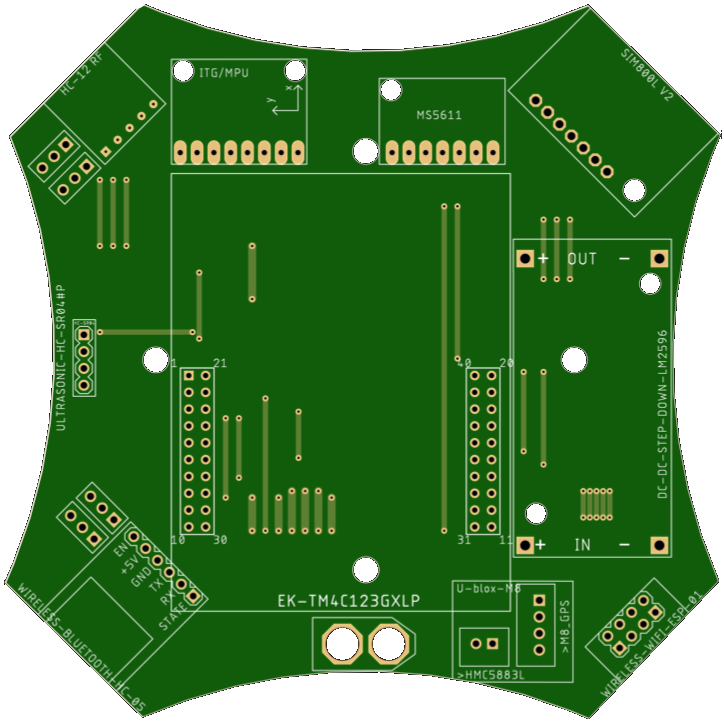 HC-12 RF
ITG/MPU
x
y
MS5611
SIM800L V2
+ OUT -
ULTRASONIC-HC-SR04#P
1
21
40
20
DC-DC-STEP-DOWN-LM2596
10
30
31
11
+ IN -
EN
+5V
GND
TX
RX
STATE
WIRELESS-BLUETOOTH-HC-05
EK-TM4C123GXLP
U-blox-M8
>M8_GPS
>HMC5883L
WIRELESS-WIFI-ESP-01